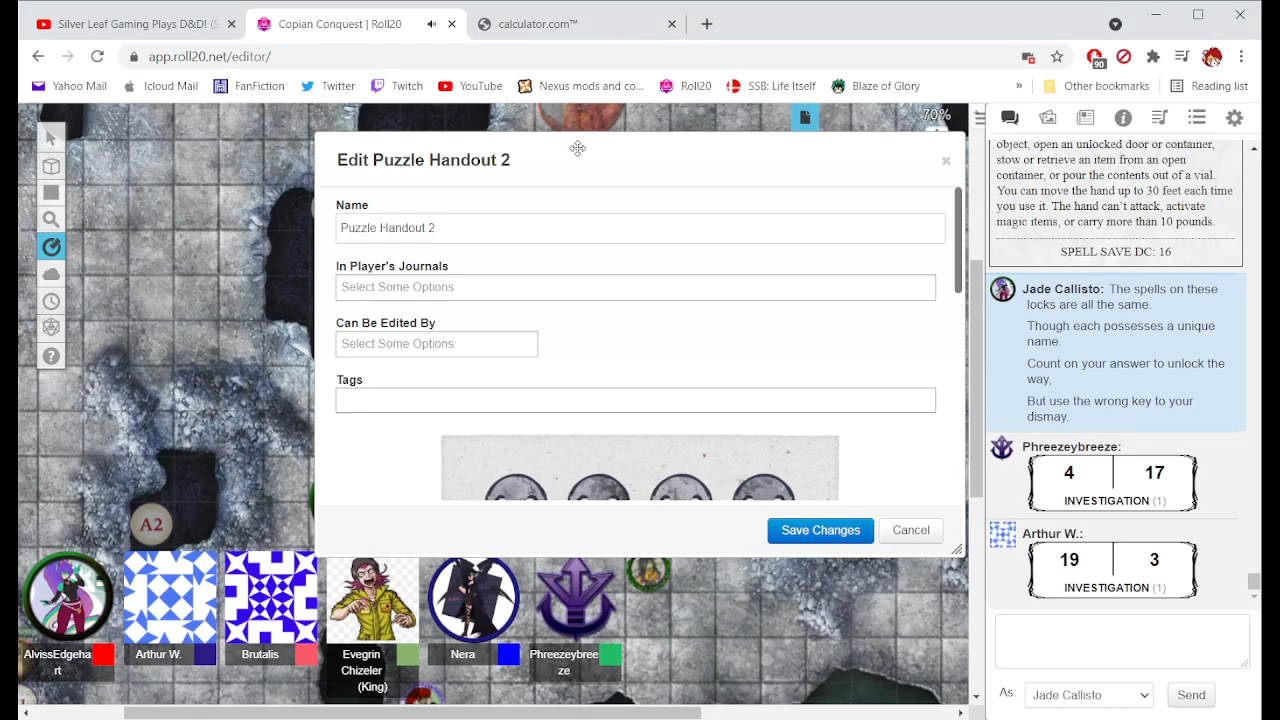 Silver Leaf Gaming Plays D&D! (S
Copian Conquest | Roll20
calculator.com™
app.roll20.net/editor/
90
Yahoo Mail
Icloud Mail
FanFiction
Twitter
Twitch
YouTube
Nexus mods and co...
Roll20
SSB: Life Itself
Blaze of Glory
»
Other bookmarks
Reading list
70%
Edit Puzzle Handout 2
×
Name
Puzzle Handout 2
In Player's Journals
Select Some Options
Can Be Edited By
Select Some Options
Tags
Save Changes
Cancel
A2
AlvissEdgeha
rt
Arthur W.
Brutalis
Evegrin
Chizeler
(King)
Nera
Phreezeybree
ze
object, open an unlocked door or container,
stow or retrieve an item from an open
container, or pour the contents out of a vial.
You can move the hand up to 30 feet each time
you use it. The hand can't attack, activate
magic items, or carry more than 10 pounds.
SPELL SAVE DC: 16
Jade Callisto: The spells on these
locks are all the same.
Though each possesses a unique
name.
Count on your answer to unlock the
way,
But use the wrong key to your
dismay.
Phreezeybreeze:
4 17
INVESTIGATION (1)
Arthur W.:
19 3
INVESTIGATION (1)
As: Jade Callisto
Send